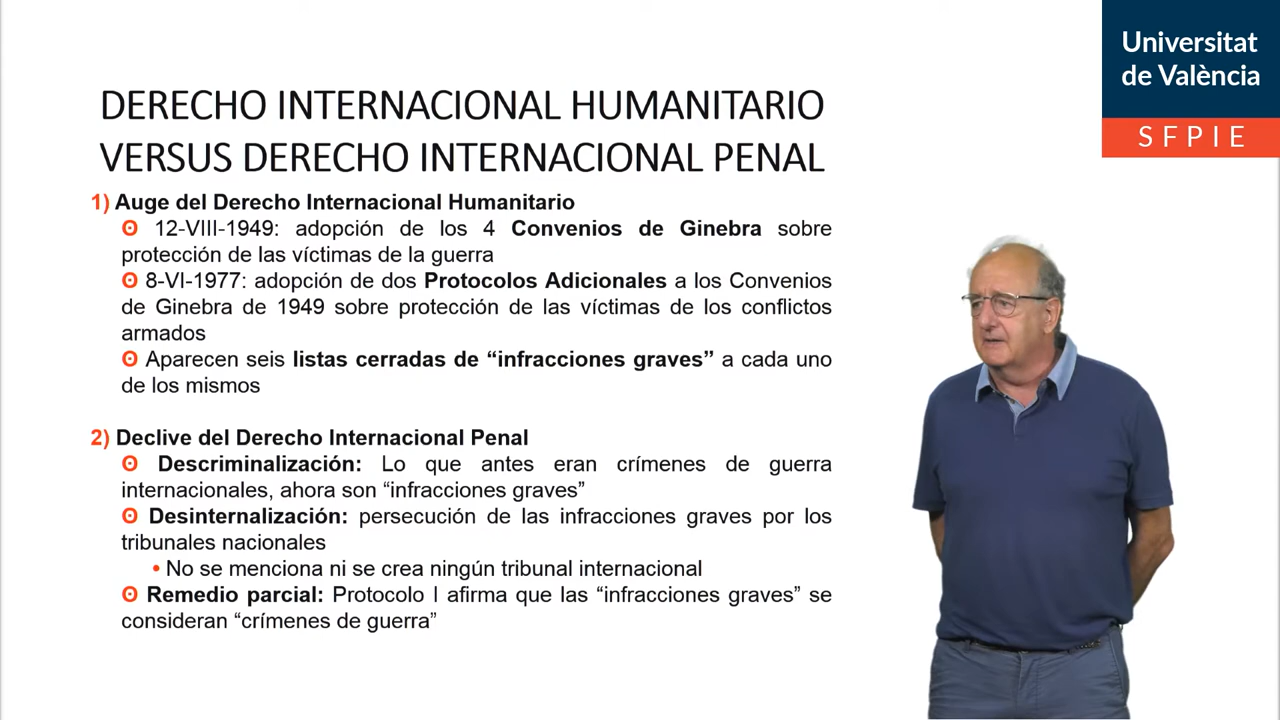 Universitat
de València
SFPIE
DERECHO INTERNACIONAL HUMANITARIO
VERSUS DERECHO INTERNACIONAL PENAL
1) Auge del Derecho Internacional Humanitario
ʘ 12-VIII-1949: adopción de los 4 Convenios de Ginebra sobre
protección de las víctimas de la guerra
ʘ 8-VI-1977: adopción de dos Protocolos Adicionales a los Convenios
de Ginebra de 1949 sobre protección de las víctimas de los conflictos
armados
ʘ Aparecen seis listas cerradas de “infracciones graves” a cada uno
de los mismos
2) Declive del Derecho Internacional Penal
ʘ Descriminalización: Lo que antes eran crímenes de guerra
internacionales, ahora son “infracciones graves”
ʘ Desinternalización: persecución de las infracciones graves por los
tribunales nacionales
• No se menciona ni se crea ningún tribunal internacional
ʘ Remedio parcial: Protocolo I afirma que las “infracciones graves” se
consideran “crímenes de guerra”